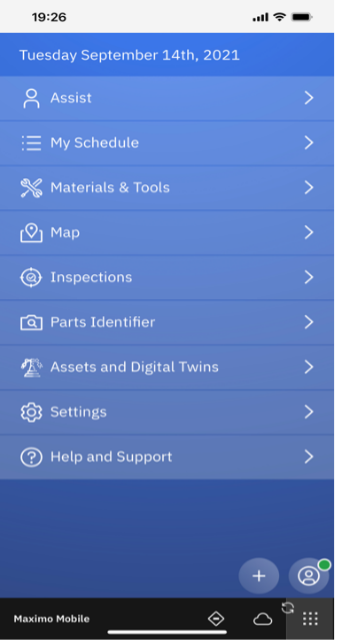 19:26
Tuesday September 14th, 2021
Assist
My Schedule
Materials & Tools
Map
Inspections
Parts Identifier
Assets and Digital Twins
Settings
Help and Support
Maximo Mobile